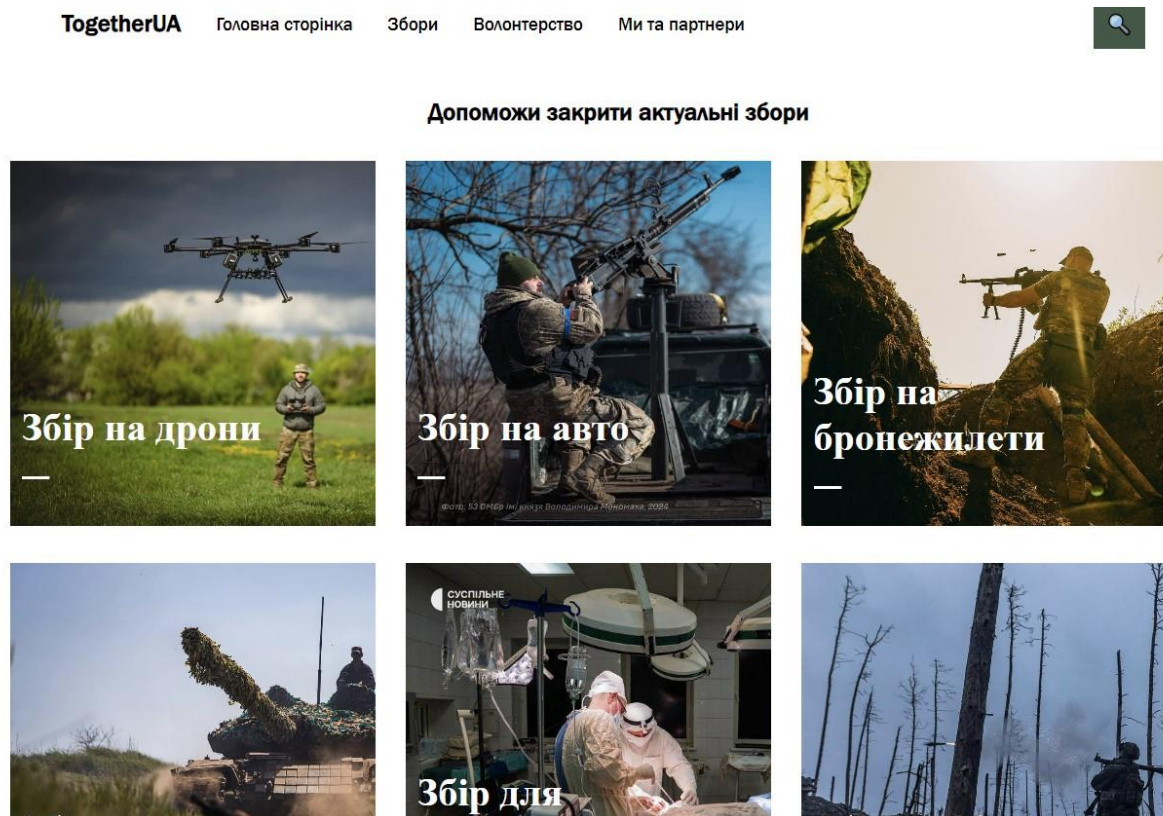 TogetherUA
Головна сторінка
Збори
Волонтерство
Ми та партнери
Допоможи закрити актуальні збори
Збір на дрони
Збір на авто
Фото: 53 ОМБр ім. князя Володимира Мономаха, 2024
Збір на
бронежилети
СУСПІЛЬНЕ
НОВИНИ
Збір для